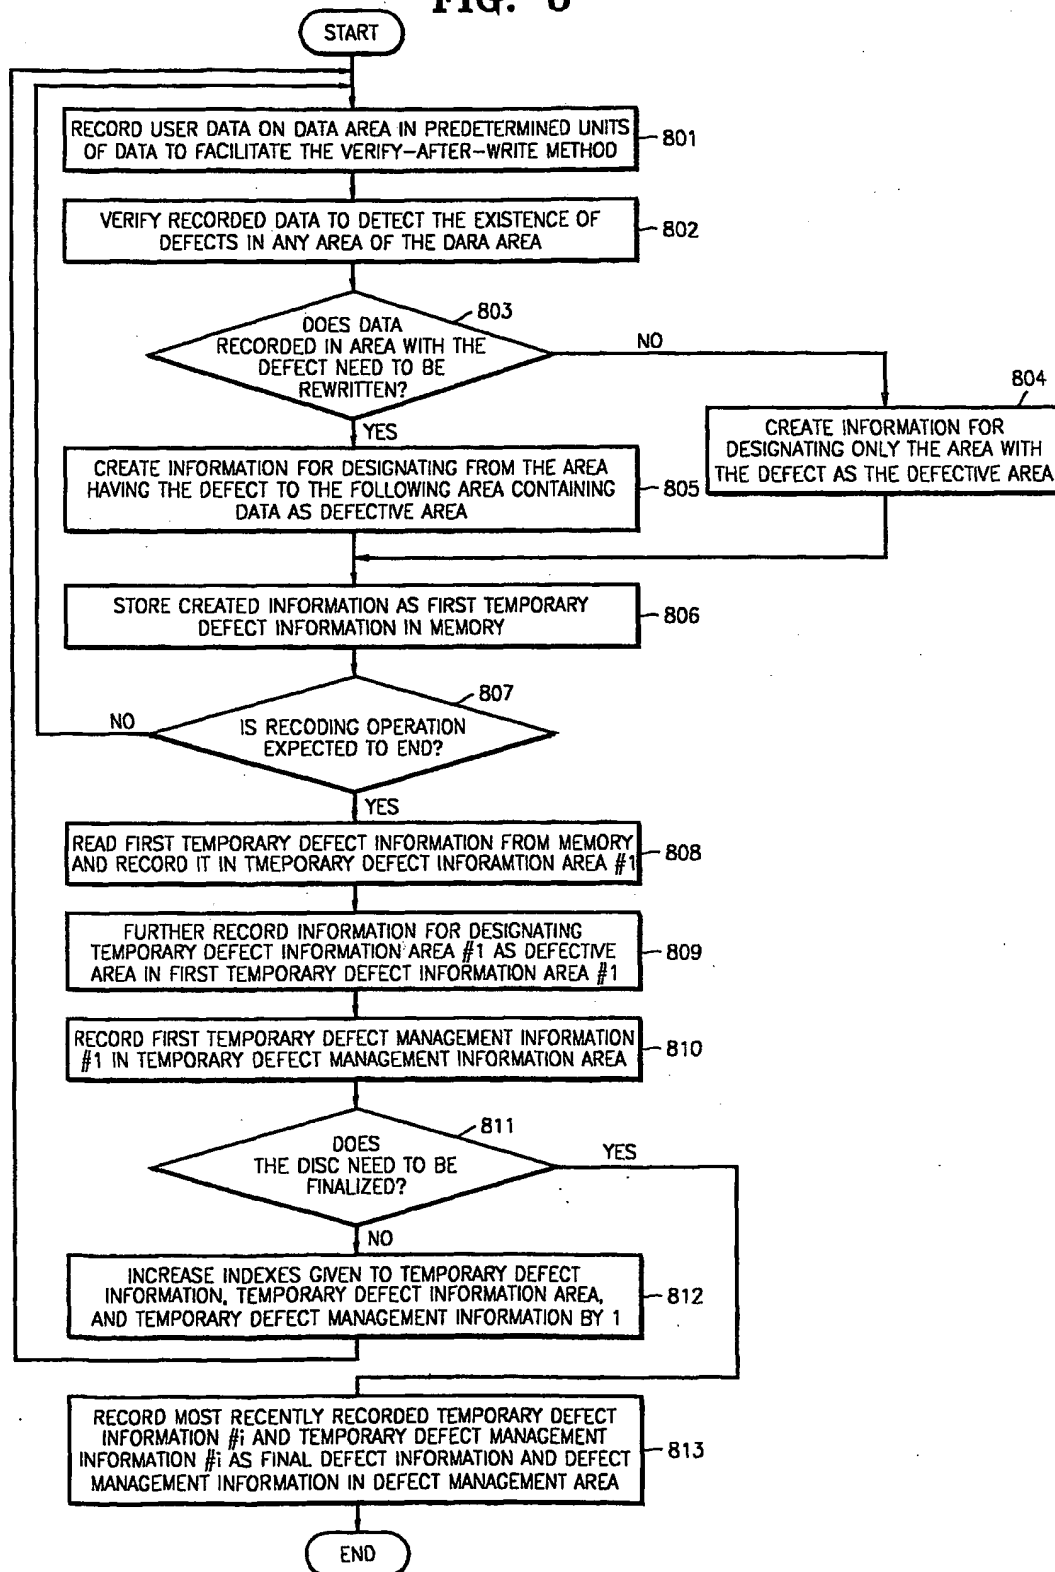 START
RECORD USER DATA ON DATA AREA IN PREDETERMINED UNITS
OF DATA TO FACILITATE THE VERIFY-AFTER-WRITE METHOD
801
VERIFY RECORDED DATA TO DETECT THE EXISTENCE OF
DEFECTS IN ANY AREA OF THE DARA AREA
802
803
DOES DATA
RECORDED IN AREA WITH THE
DEFECT NEED TO BE
REWRITTEN?
NO
YES
804
CREATE INFORMATION FOR
DESIGNATING ONLY THE AREA WITH
THE DEFECT AS THE DEFECTIVE AREA
CREATE INFORMATION FOR DESIGNATING FROM THE AREA
HAVING THE DEFECT TO THE FOLLOWING AREA CONTAINING
DATA AS DEFECTIVE AREA
805
STORE CREATED INFORMATION AS FIRST TEMPORARY
DEFECT INFORMATION IN MEMORY
806
807
IS RECODING OPERATION
EXPECTED TO END?
NO
YES
READ FIRST TEMPORARY DEFECT INFORMATION FROM MEMORY
AND RECORD IT IN TMEPORARY DEFECT INFORAMTION AREA #1
808
FURTHER RECORD INFORMATION FOR DESIGNATING
TEMPORARY DEFECT INFORMATION AREA #1 AS DEFECTIVE
AREA IN FIRST TEMPORARY DEFECT INFORMATION AREA #1
809
RECORD FIRST TEMPORARY DEFECT MANAGEMENT INFORMATION
#1 IN TEMPORARY DEFECT MANAGEMENT INFORMATION AREA
810
811
DOES
THE DISC NEED TO BE
FINALIZED?
YES
NO
INCREASE INDEXES GIVEN TO TEMPORARY DEFECT
INFORMATION, TEMPORARY DEFECT INFORMATION AREA,
AND TEMPORARY DEFECT MANAGEMENT INFORMATION BY 1
812
RECORD MOST RECENTLY RECORDED TEMPORARY DEFECT
INFORMATION #i AND TEMPORARY DEFECT MANAGEMENT
INFORMATION #i AS FINAL DEFECT INFORMATION AND DEFECT
MANAGEMENT INFORMATION IN DEFECT MANAGEMENT AREA
813
END